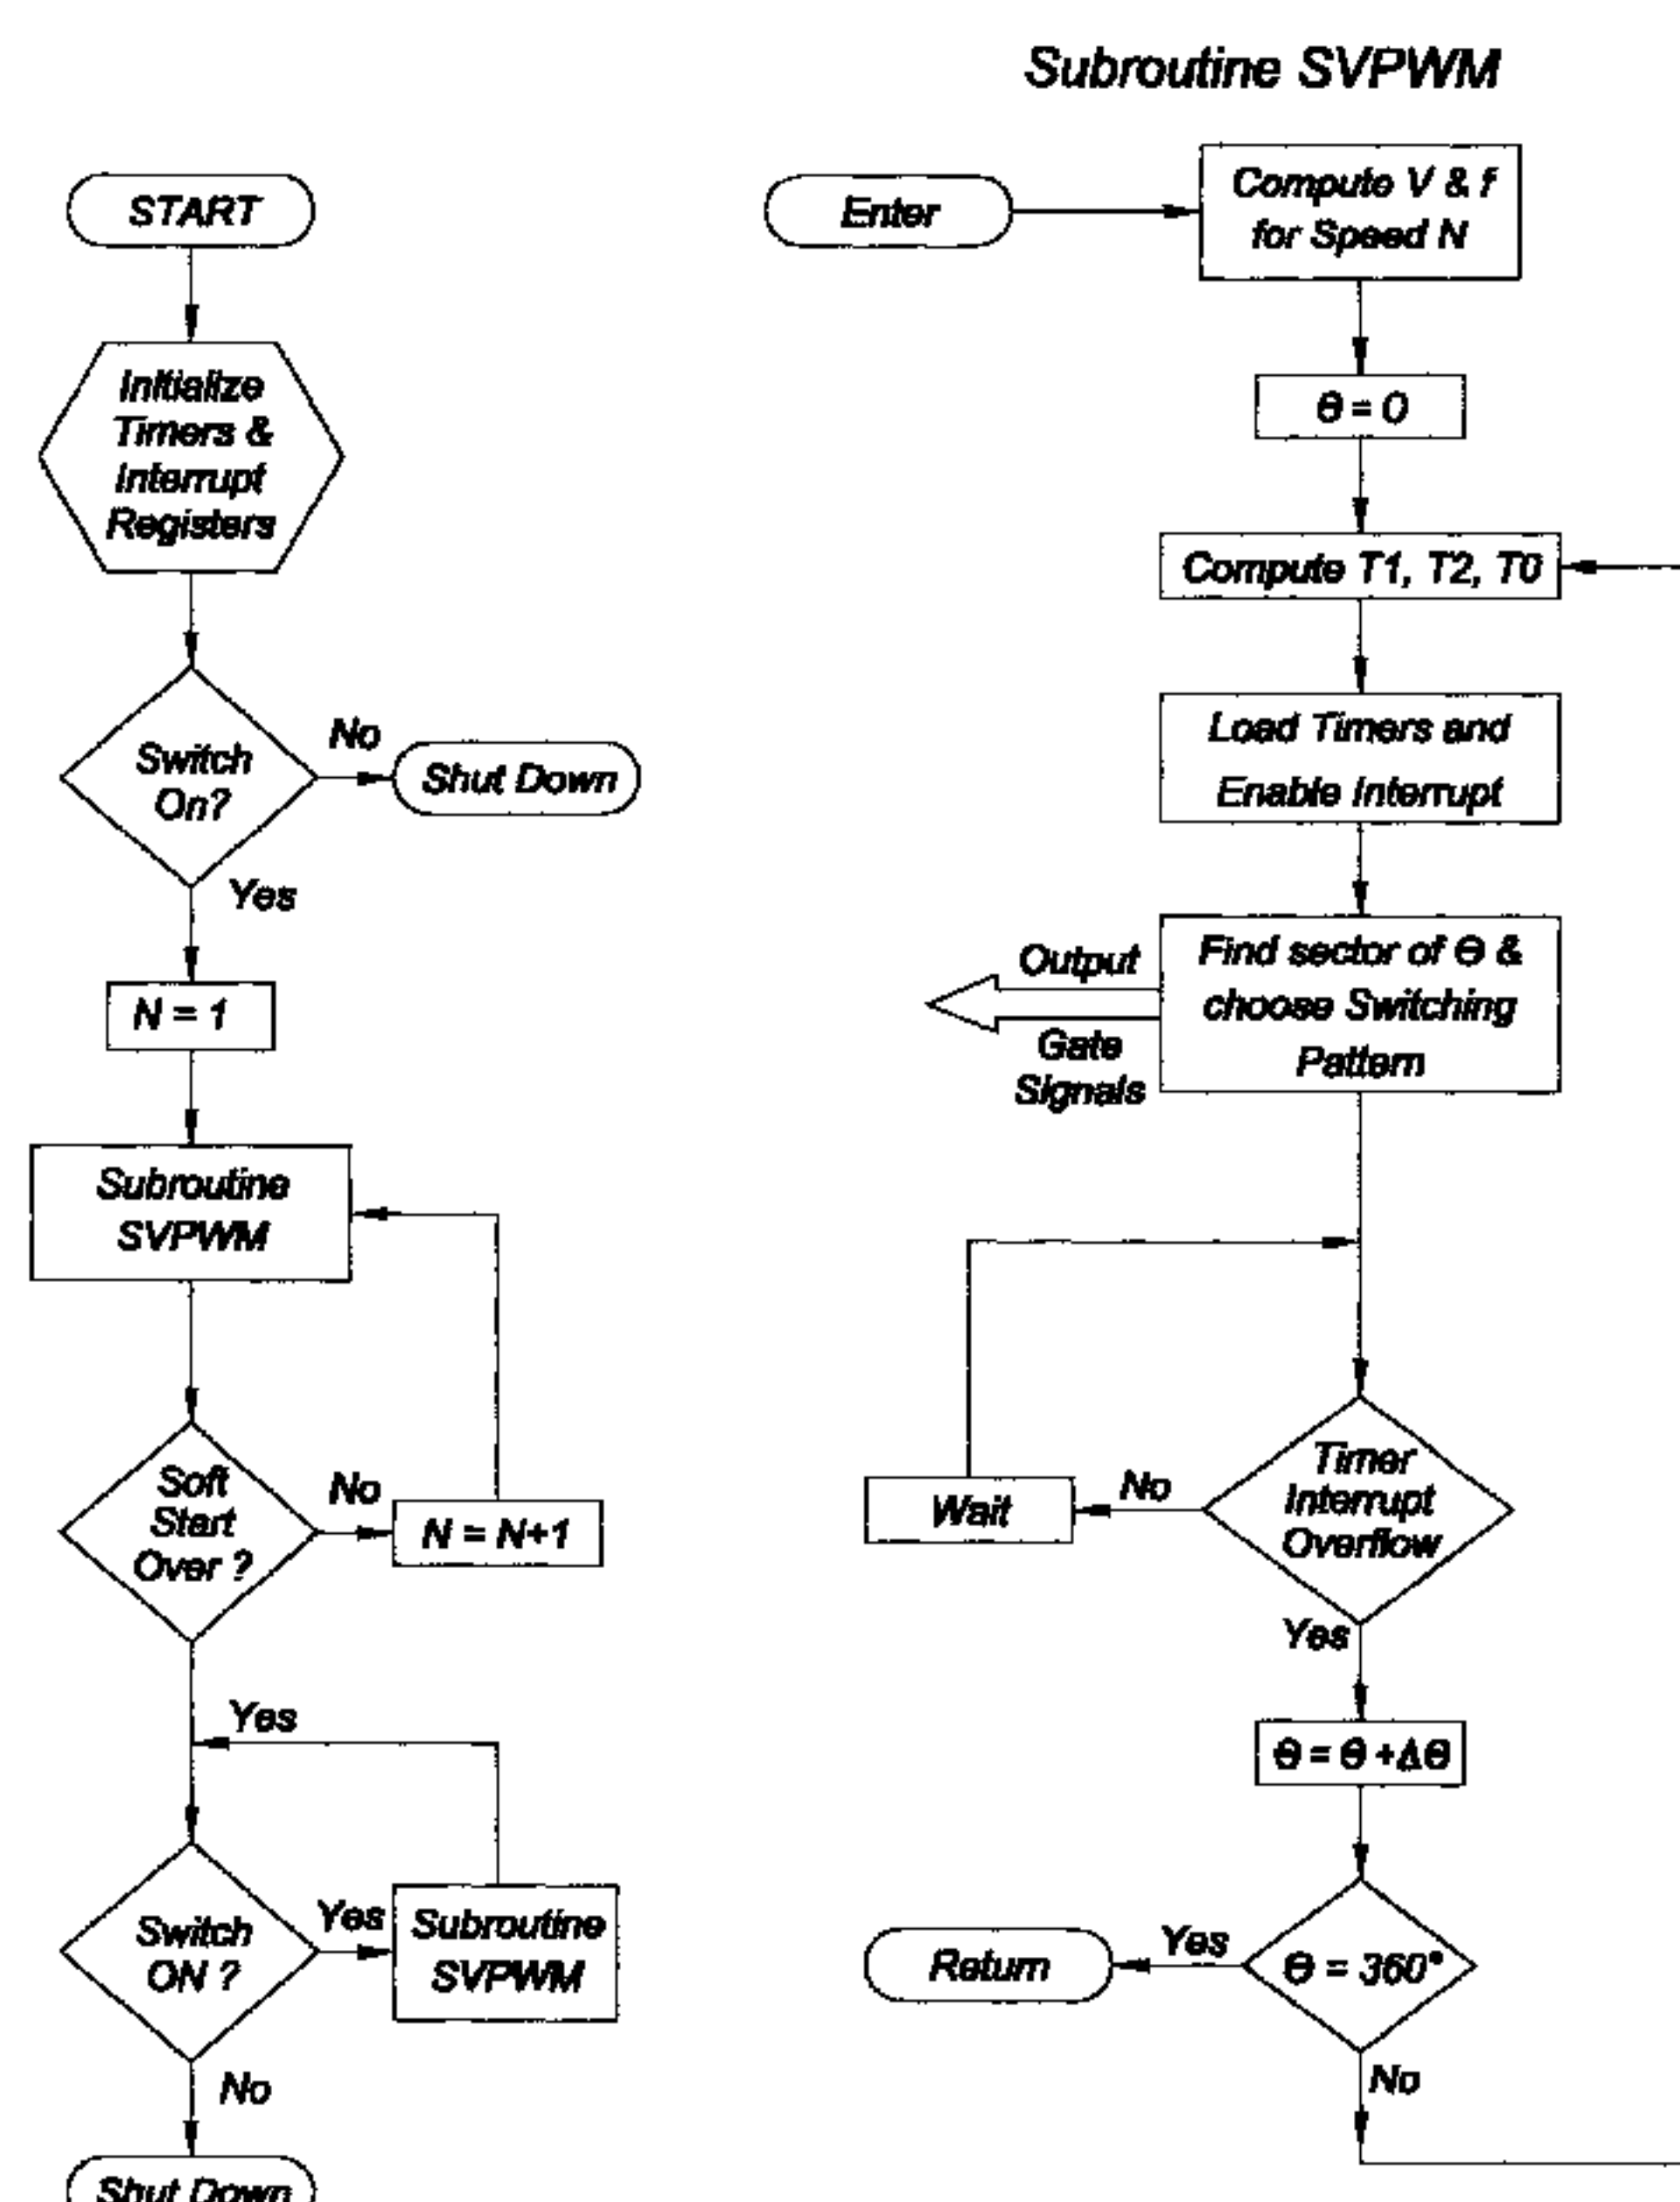 Subroutine SVPWM
START
Initialize
Timers &
Interrupt
Registers
Switch
On?
No
Shut Down
Yes
N = 1
Subroutine
SVPWM
Soft
Start
Over ?
No
N = N+1
Yes
Switch
ON ?
Yes
Subroutine
SVPWM
No
Shut Down
Enter
Compute V & f
for Speed N
Θ = 0
Compute T1, T2, T0
Load Timers and
Enable Interrupt
Find sector of Θ &
choose Switching
Pattern
Output
Gate
Signals
Timer
Interrupt
Overflow
No
Wait
Yes
Θ = Θ +ΔΘ
Θ = 360°
Yes
Return
No